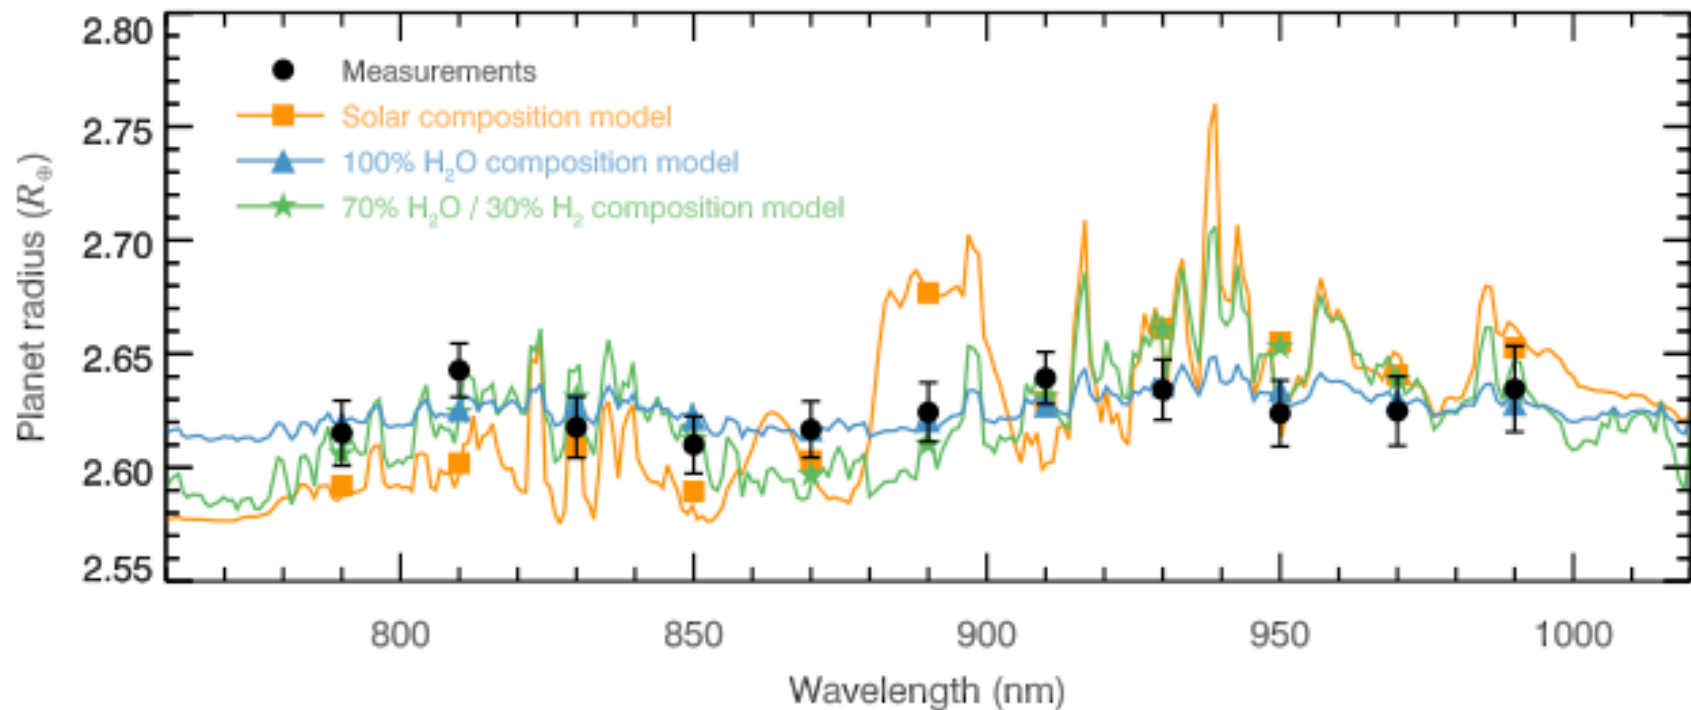 2.80
2.75
2.70
2.65
2.60
2.55
Planet radius (R⊕)
Measurements
Solar composition model
100% H₂O composition model
70% H₂O / 30% H₂ composition model
800 850 900 950 1000
Wavelength (nm)